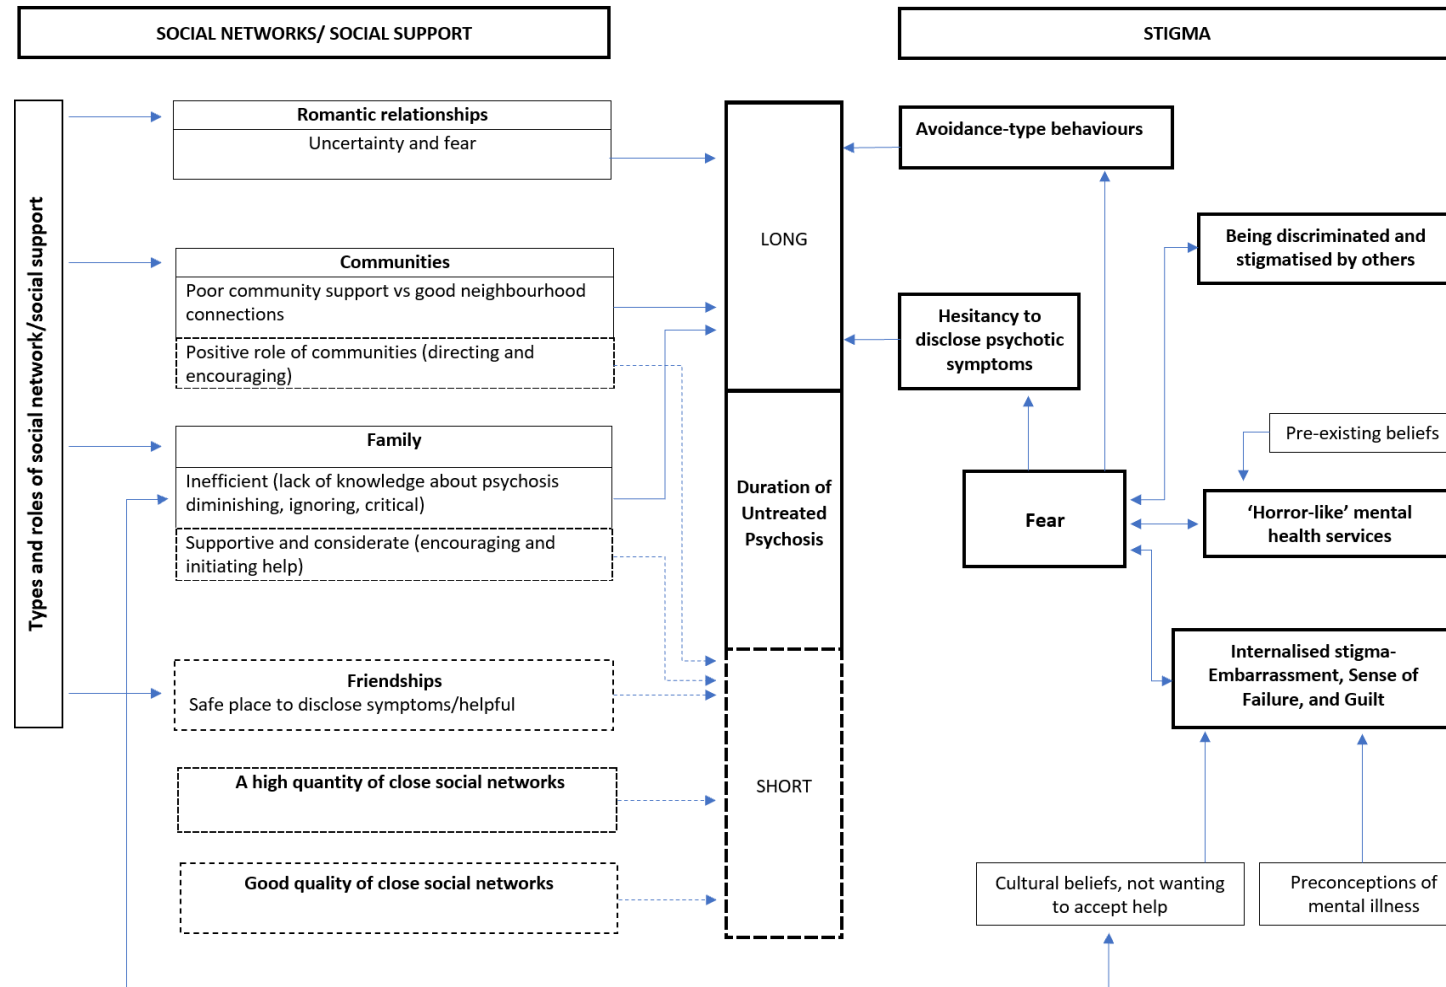 SOCIAL NETWORKS/ SOCIAL SUPPORT
STIGMA
Types and roles of social network/social support
Romantic relationships
Uncertainty and fear
Communities
Poor community support vs good neighbourhood
connections
Positive role of communities (directing and
encouraging)
Family
Inefficient (lack of knowledge about psychosis
diminishing, ignoring, critical)
Supportive and considerate (encouraging and
initiating help)
Friendships
Safe place to disclose symptoms/helpful
A high quantity of close social networks
Good quality of close social networks
LONG
Duration of
Untreated
Psychosis
SHORT
Avoidance-type behaviours
Being discriminated and
stigmatised by others
Hesitancy to
disclose psychotic
symptoms
Pre-existing beliefs
Fear
‘Horror-like’ mental
health services
Internalised stigma-
Embarrassment, Sense of
Failure, and Guilt
Cultural beliefs, not wanting
to accept help
Preconceptions of
mental illness